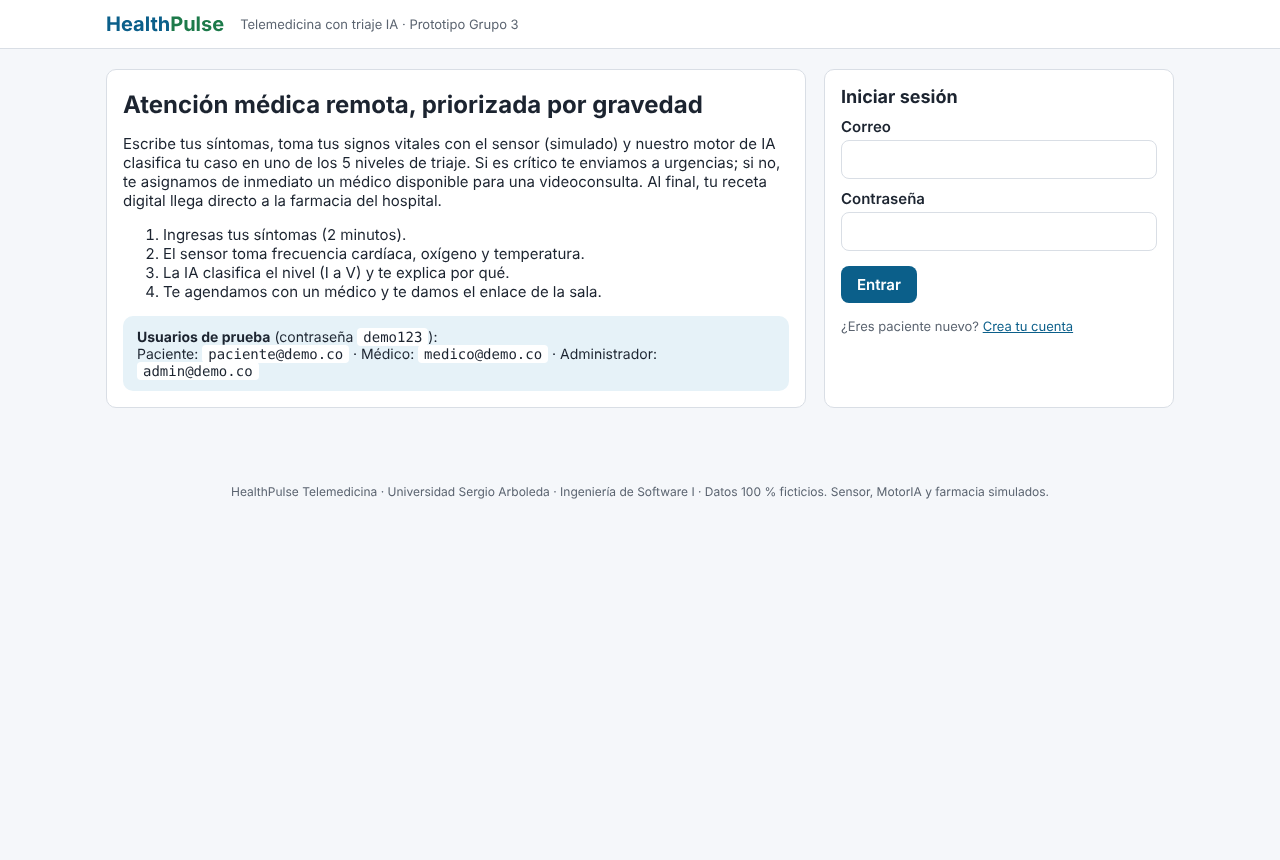 HealthPulse Telemedicina con triaje IA · Prototipo Grupo 3
Atención médica remota, priorizada por gravedad
Escribe tus síntomas, toma tus signos vitales con el sensor (simulado) y nuestro motor de IA
clasifica tu caso en uno de los 5 niveles de triaje. Si es crítico te enviamos a urgencias; si no,
te asignamos de inmediato un médico disponible para una videoconsulta. Al final, tu receta
digital llega directo a la farmacia del hospital.
1. Ingresas tus síntomas (2 minutos).
2. El sensor toma frecuencia cardíaca, oxígeno y temperatura.
3. La IA clasifica el nivel (I a V) y te explica por qué.
4. Te agendamos con un médico y te damos el enlace de la sala.
Usuarios de prueba (contraseña demo123 ):
Paciente: paciente@demo.co · Médico: medico@demo.co · Administrador:
admin@demo.co
Iniciar sesión
Correo
Contraseña
Entrar
¿Eres paciente nuevo? Crea tu cuenta
HealthPulse Telemedicina · Universidad Sergio Arboleda · Ingeniería de Software I · Datos 100 % ficticios. Sensor, MotorIA y farmacia simulados.